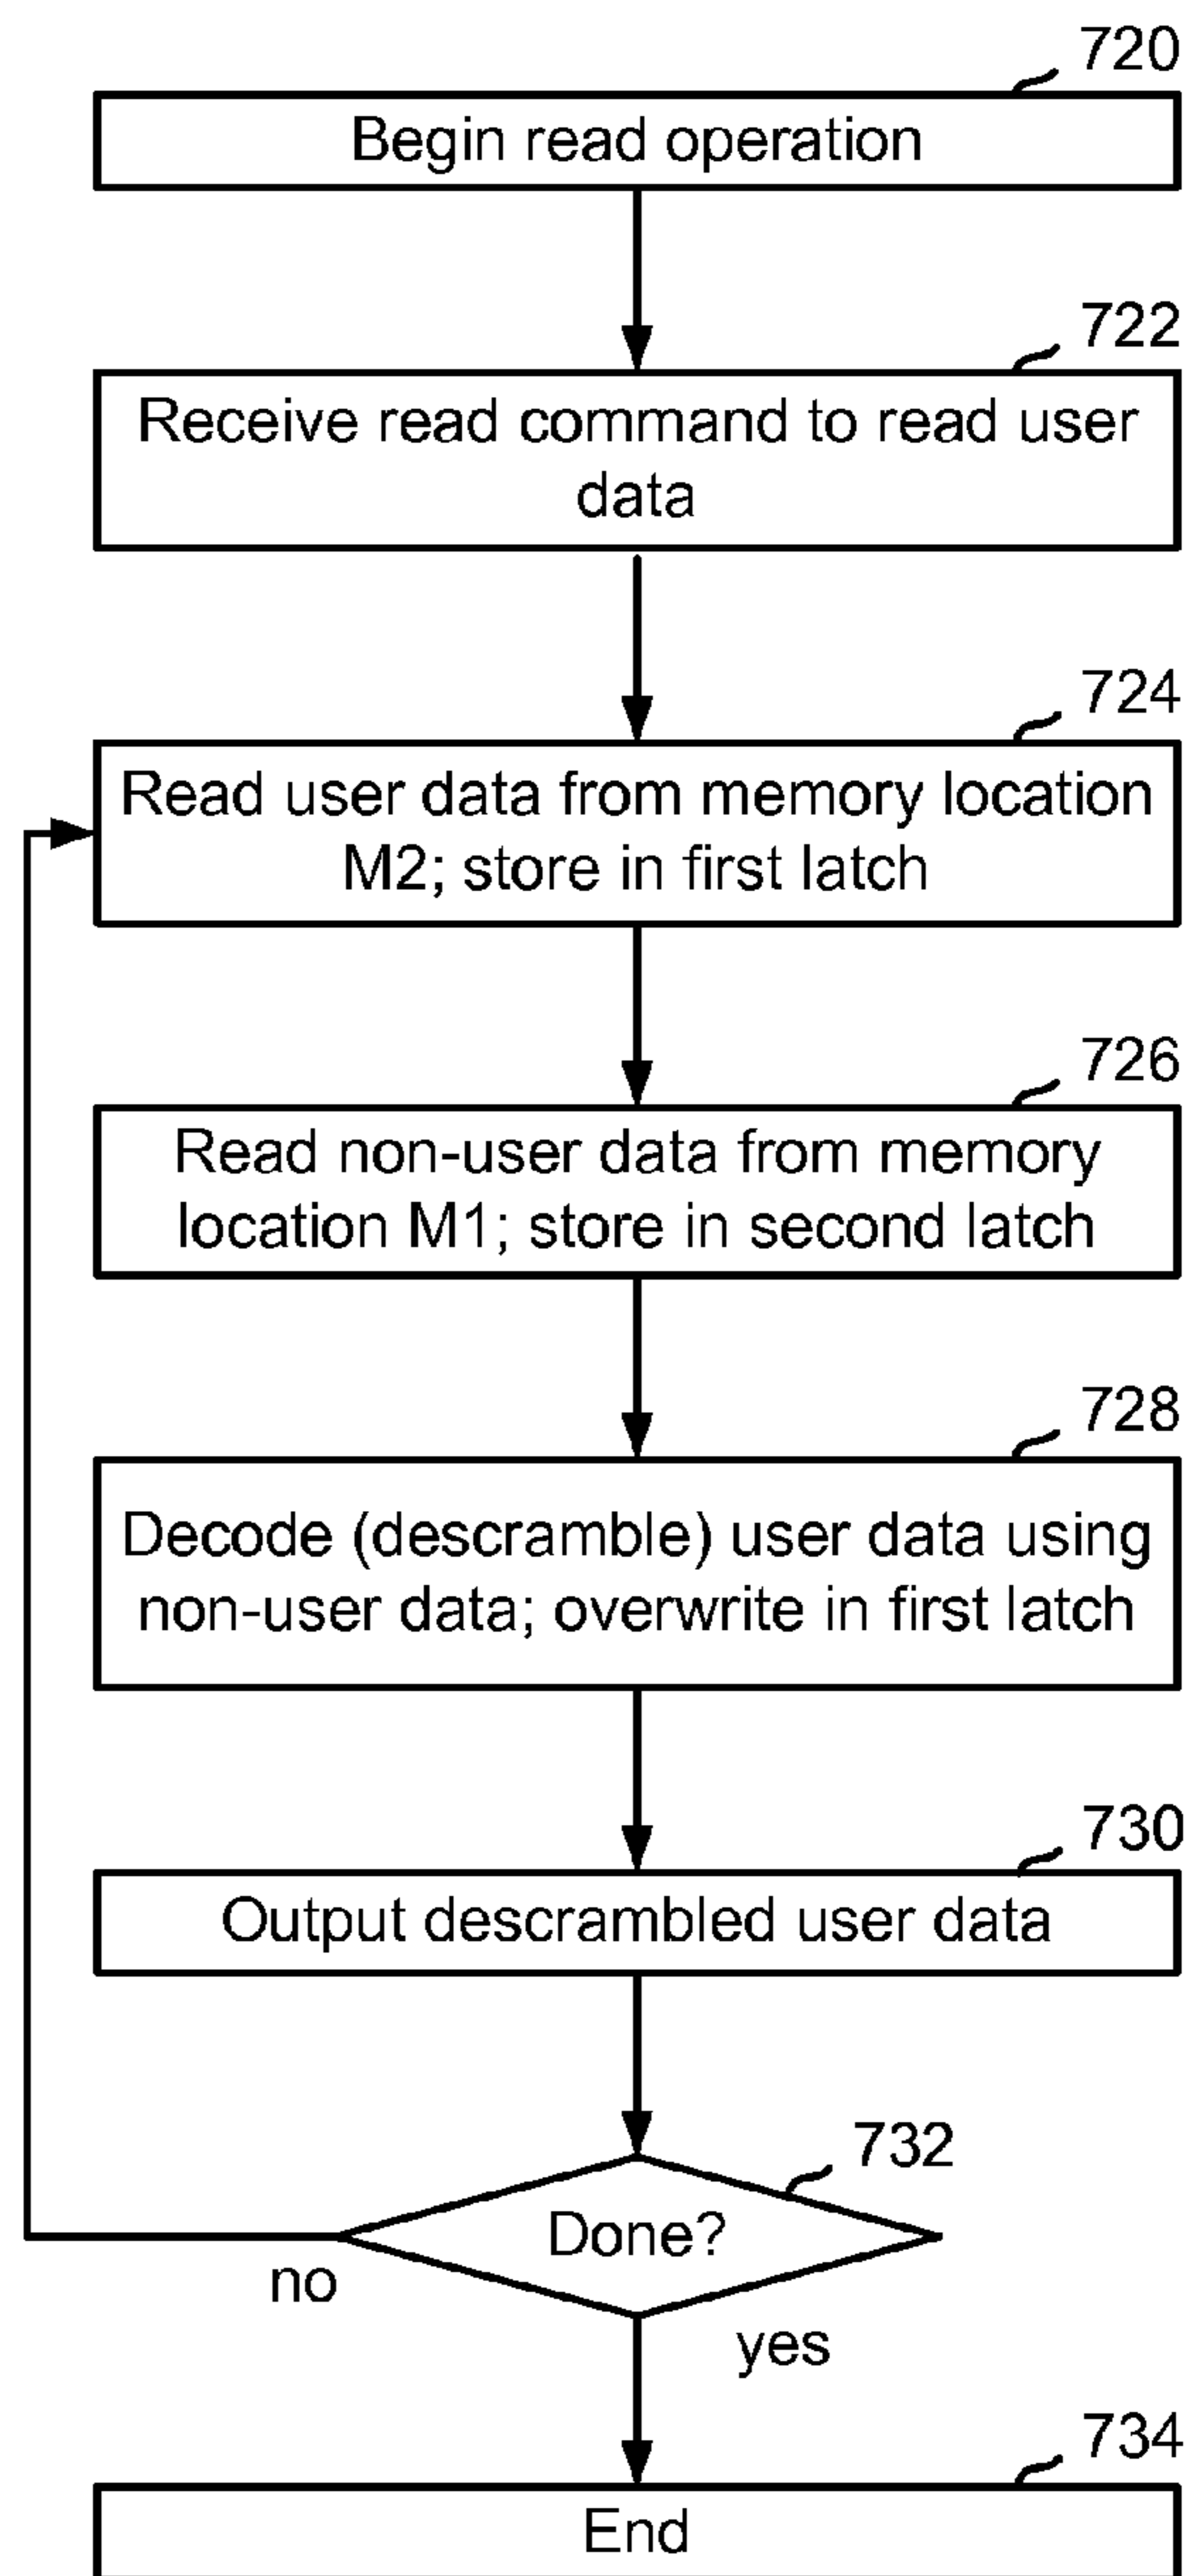 720
Begin read operation
722
Receive read command to read user
data
724
Read user data from memory location
M2; store in first latch
726
Read non-user data from memory
location M1; store in second latch
728
Decode (descramble) user data using
non-user data; overwrite in first latch
730
Output descrambled user data
732
Done?
no
yes
734
End